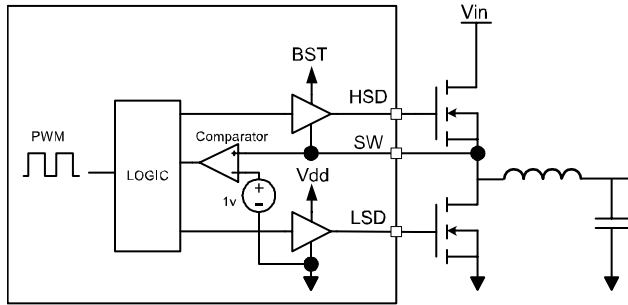 Vin
BST
HSD
PWM
Comparator
SW
LOGIC
+
-
Vdd
1v
+
-
LSD